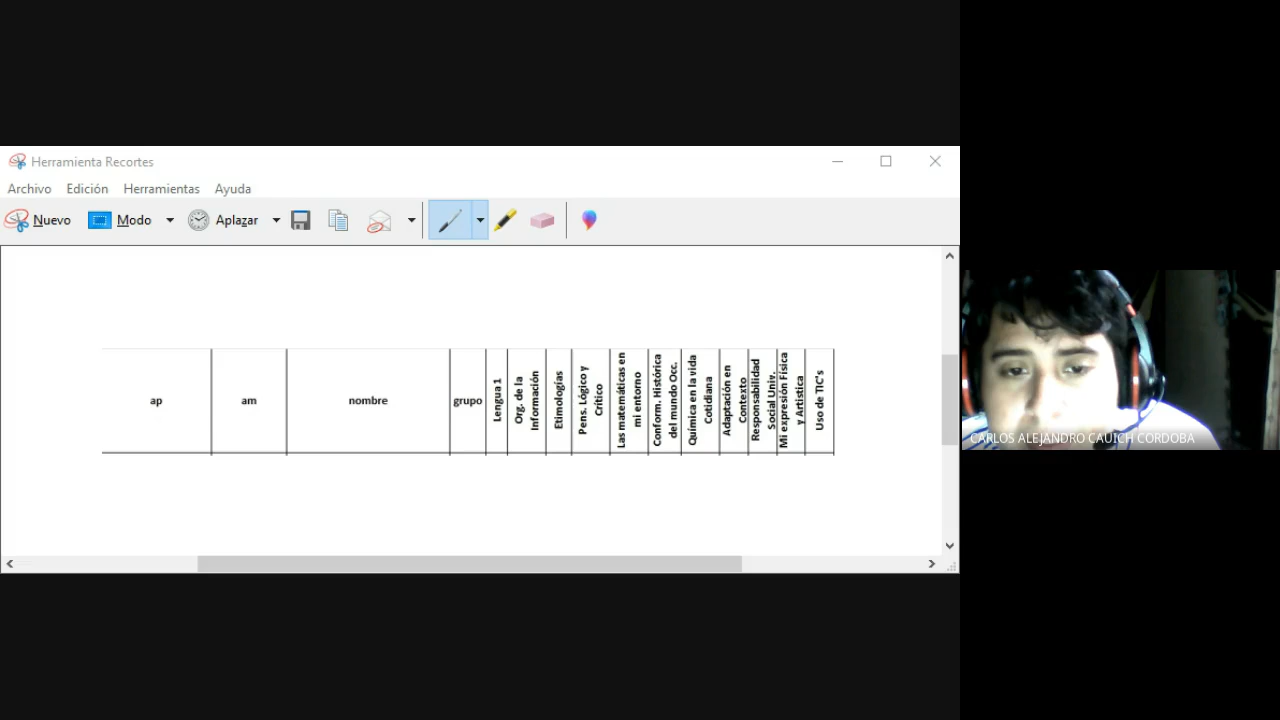 Herramienta Recortes
Archivo Edición Herramientas Ayuda
Nuevo Modo Aplazar
ap am nombre grupo
Lengua 1
Org. de la
Información
Etimologías
Pens. Lógico y
Crítico
Las matemáticas en
mi entorno
Conform. Histórica
del mundo Occ.
Química en la vida
Cotidiana
Adaptación en
Contexto
Responsabilidad
Social Univ.
Mi expresión Física
y Artistica
Uso de TIC's
CARLOS ALEJANDRO CAUICH CORDOBA